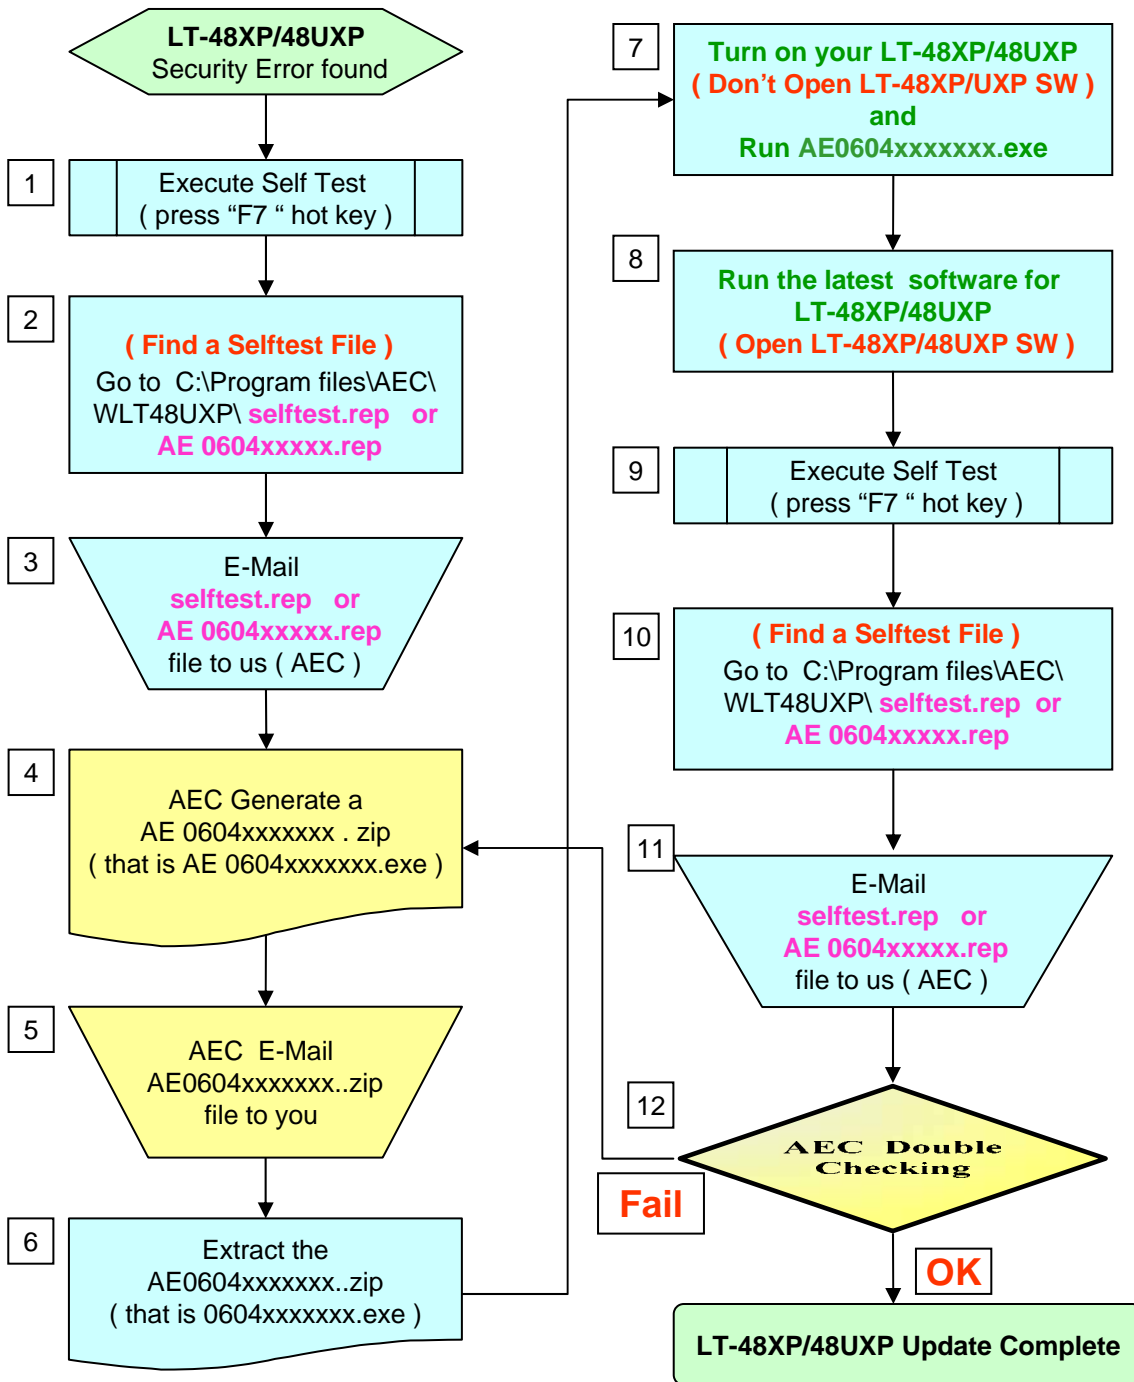 LT-48XP/48UXP
Security Error found
1
Execute Self Test
( press “F7 “ hot key )
2
( Find a Selftest File )
Go to C:\Program files\AEC\
WLT48UXP\ selftest.rep or
AE 0604xxxxx.rep
3
E-Mail
selftest.rep or
AE 0604xxxxx.rep
file to us ( AEC )
4
AEC Generate a
AE 0604xxxxxxx . zip
( that is AE 0604xxxxxxx.exe )
5
AEC E-Mail
AE0604xxxxxxx..zip
file to you
6
Extract the
AE0604xxxxxxx..zip
( that is 0604xxxxxxx.exe )
7
Turn on your LT-48XP/48UXP
( Don’t Open LT-48XP/UXP SW )
and
Run AE0604xxxxxxx.exe
8
Run the latest software for
LT-48XP/48UXP
( Open LT-48XP/48UXP SW )
9
Execute Self Test
( press “F7 “ hot key )
10
( Find a Selftest File )
Go to C:\Program files\AEC\
WLT48UXP\ selftest.rep or
AE 0604xxxxx.rep
11
E-Mail
selftest.rep or
AE 0604xxxxx.rep
file to us ( AEC )
12
AEC Double
Checking
Fail
OK
LT-48XP/48UXP Update Complete